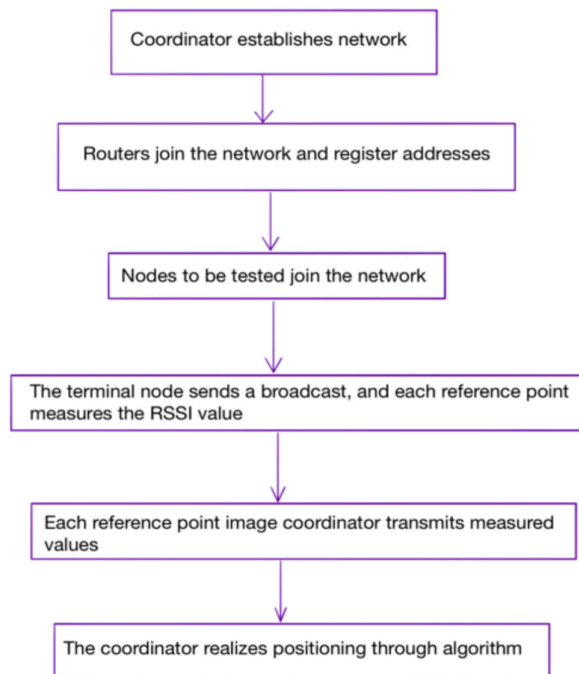 Coordinator establishes network
Routers join the network and register addresses
Nodes to be tested join the network
The terminal node sends a broadcast, and each reference point
measures the RSSI value
Each reference point image coordinator transmits measured
values
The coordinator realizes positioning through algorithm